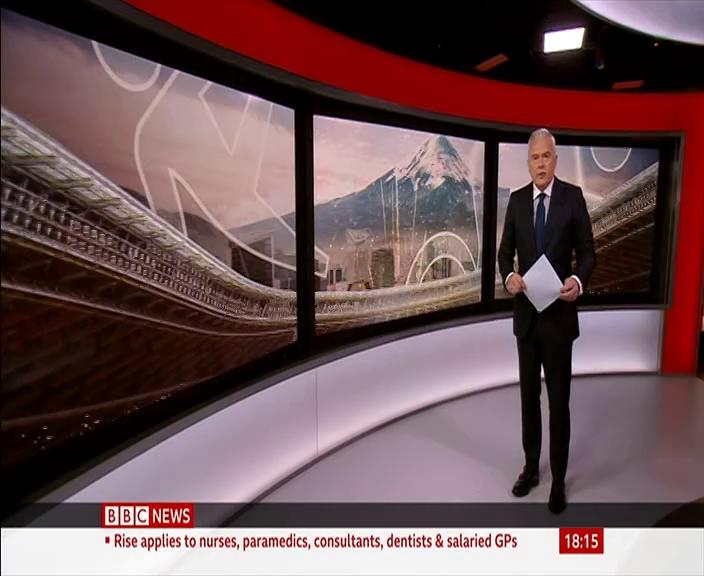 BBC NEWS
Rise applies to nurses, paramedics, consultants, dentists & salaried GPs 18:15